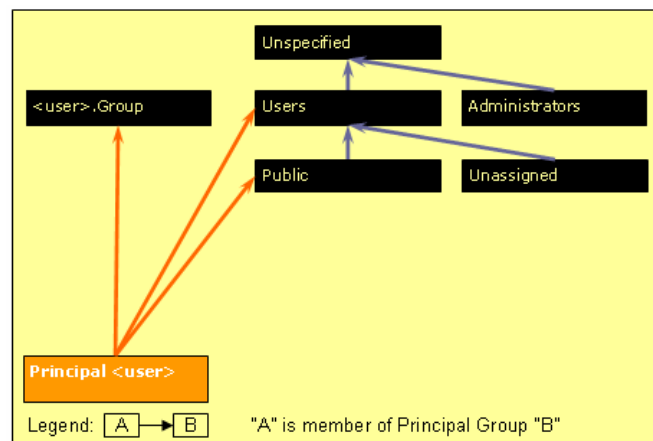 Unspecified
<user>.Group
Users
Administrators
Public
Unassigned
Principal <user>
Legend: A B "A" is member of Principal Group "B"